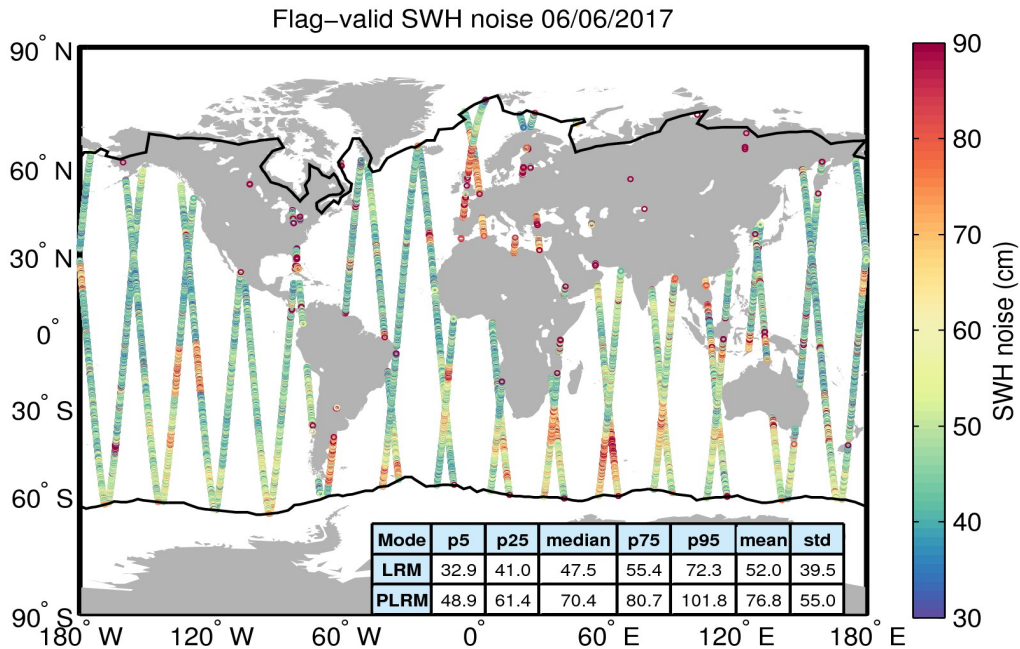 Flag−valid SWH noise 06/06/2017
90° N
60° N
30° N
0°
30° S
60° S
90° S
180° W
120° W
60° W
0°
60° E
120° E
180° E
90
80
70
60
50
40
30
SWH noise (cm)
Mode p5 p25 median p75 p95 mean std
LRM 32.9 41.0 47.5 55.4 72.3 52.0 39.5
PLRM 48.9 61.4 70.4 80.7 101.8 76.8 55.0